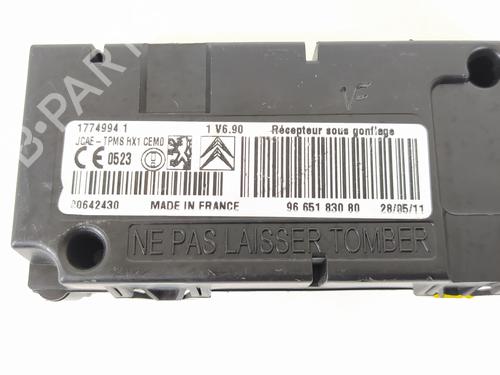 1774994 1 1 V6.90 Récepteur sous gonflage
JCAE - TPMS RX1 CEMO
CE 0523
20642430 MADE IN FRANCE 96 651 830 80 28/05/11
NE PAS LAISSER TOMBER
B-PARTS